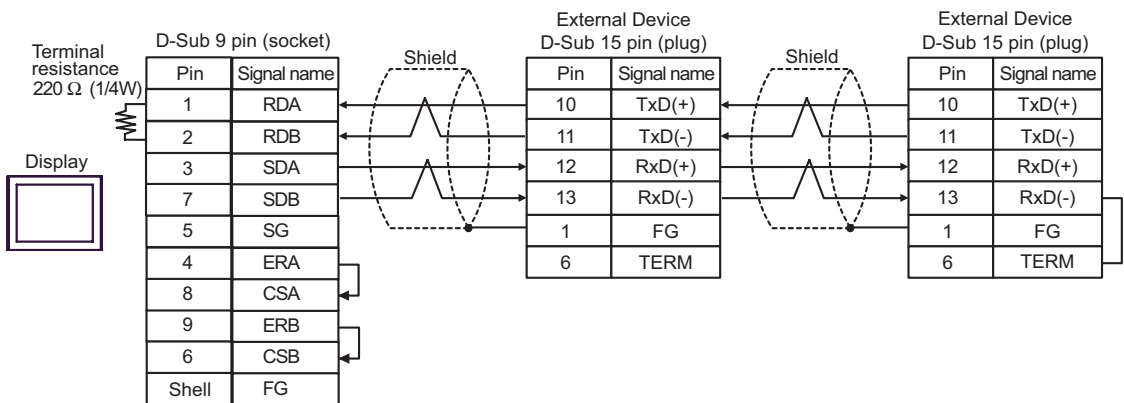 Terminal
resistance
220 Ω (1/4W)
Display
D-Sub 9 pin (socket)
Pin Signal name
1 RDA
2 RDB
3 SDA
7 SDB
5 SG
4 ERA
8 CSA
9 ERB
6 CSB
Shell FG
Shield
External Device
D-Sub 15 pin (plug)
Pin Signal name
10 TxD(+)
11 TxD(-)
12 RxD(+)
13 RxD(-)
1 FG
6 TERM
Shield
External Device
D-Sub 15 pin (plug)
Pin Signal name
10 TxD(+)
11 TxD(-)
12 RxD(+)
13 RxD(-)
1 FG
6 TERM